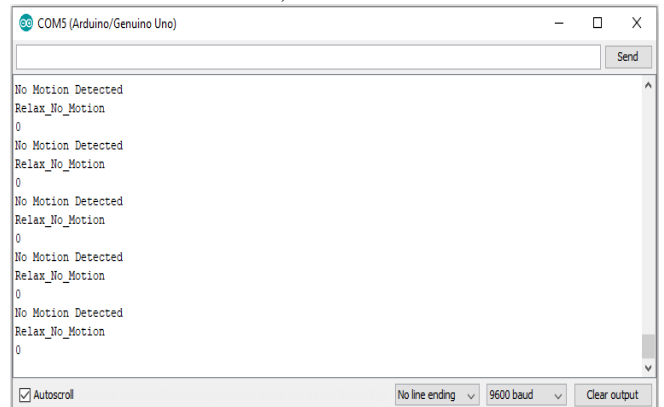 COM5 (Arduino/Genuino Uno)
Send
No Motion Detected
Relax_No_Motion
0
No Motion Detected
Relax_No_Motion
0
No Motion Detected
Relax_No_Motion
0
No Motion Detected
Relax_No_Motion
0
No Motion Detected
Relax_No_Motion
0
Autoscroll
No line ending
9600 baud
Clear output